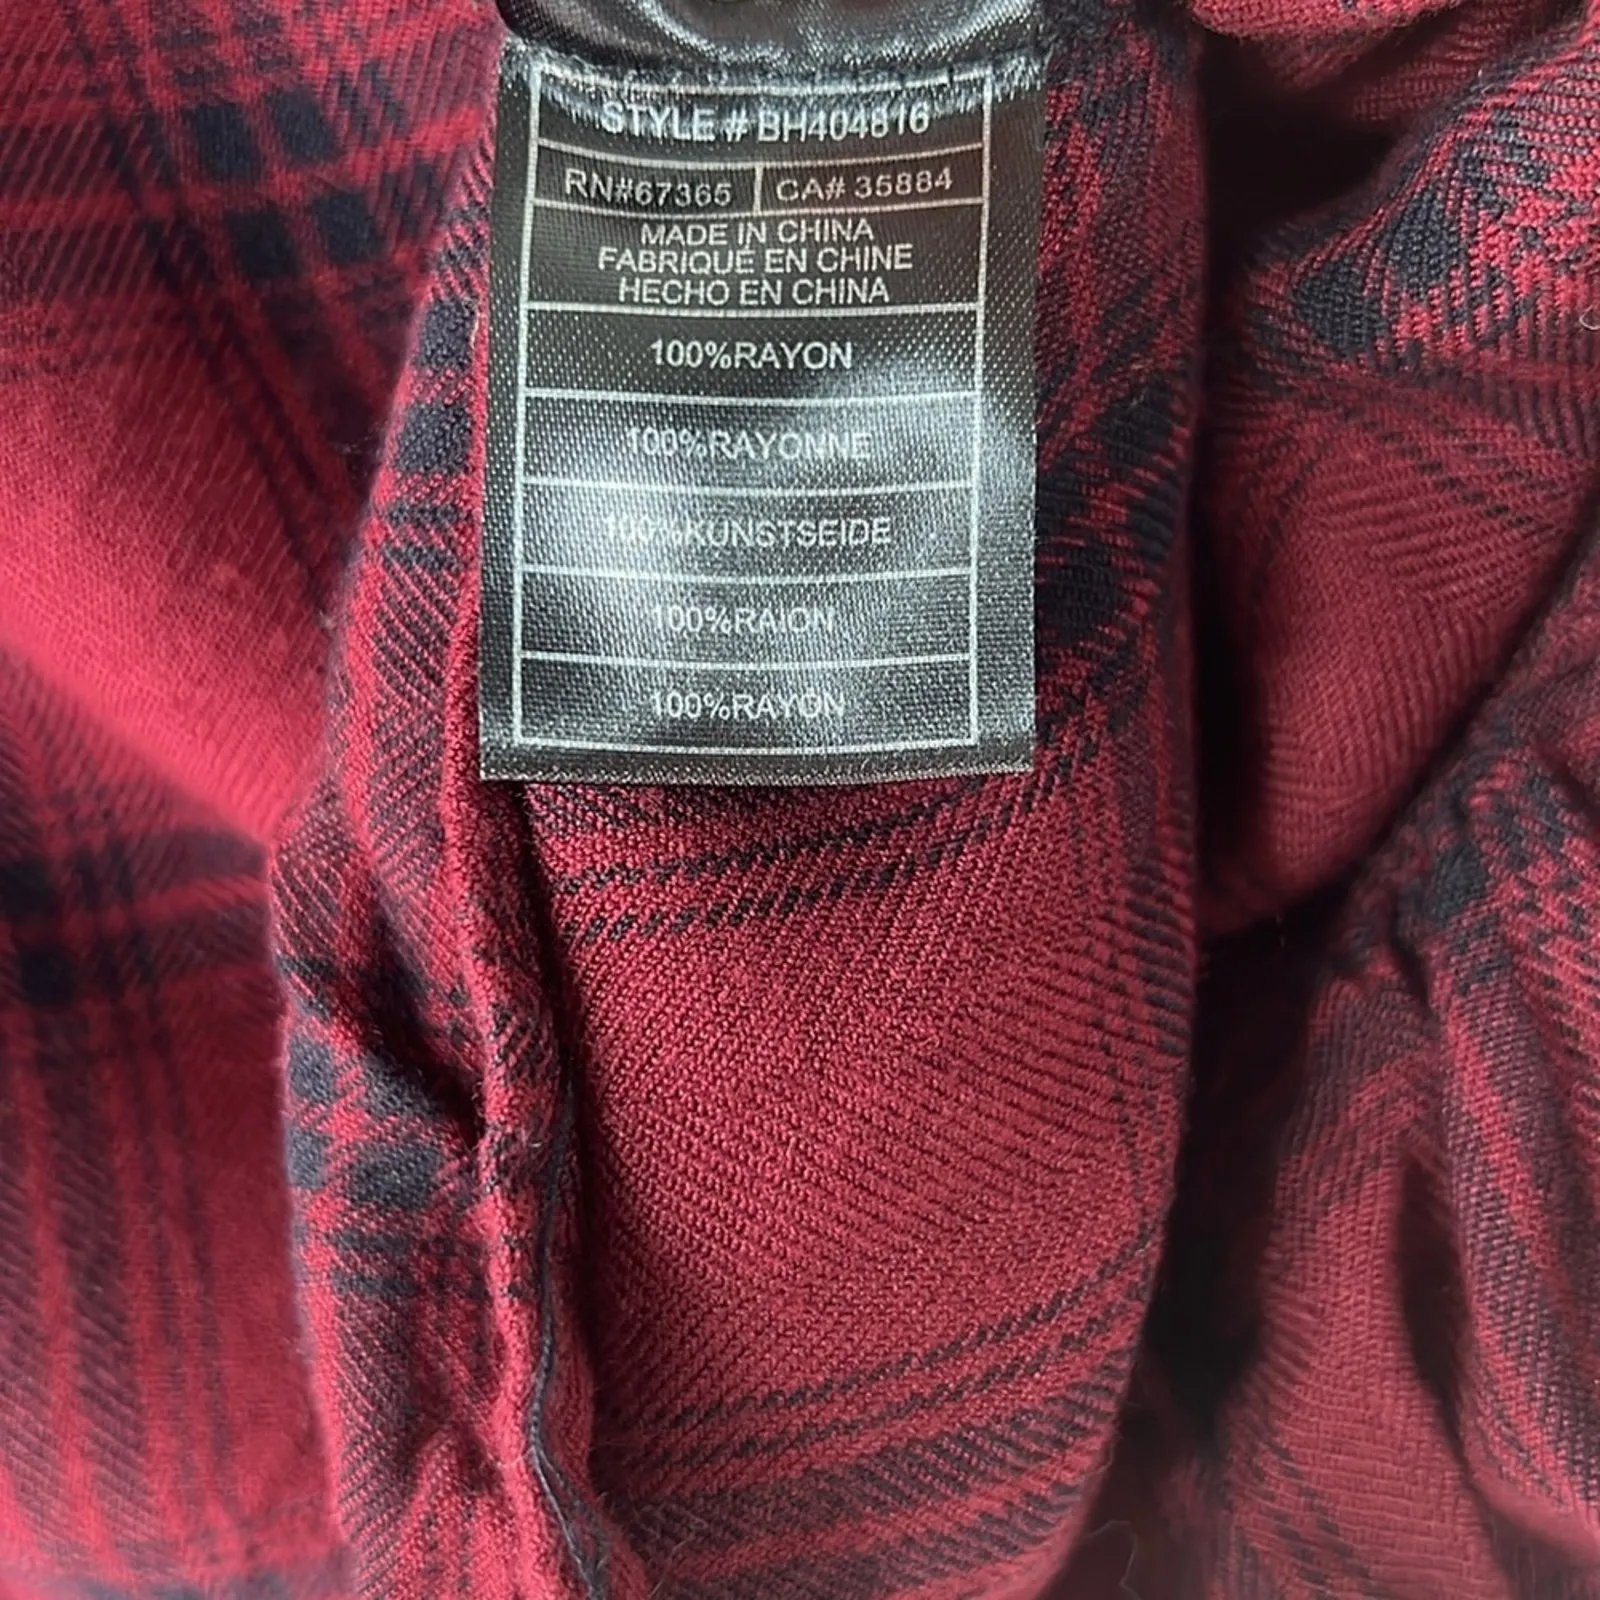 STYLE # BH404816
RN#67365 CA# 35884
MADE IN CHINA
FABRIQUÉ EN CHINE
HECHO EN CHINA
100%RAYON
100%RAYONNE
100%KUNSTSEIDE
100%RAION
100%RAYON